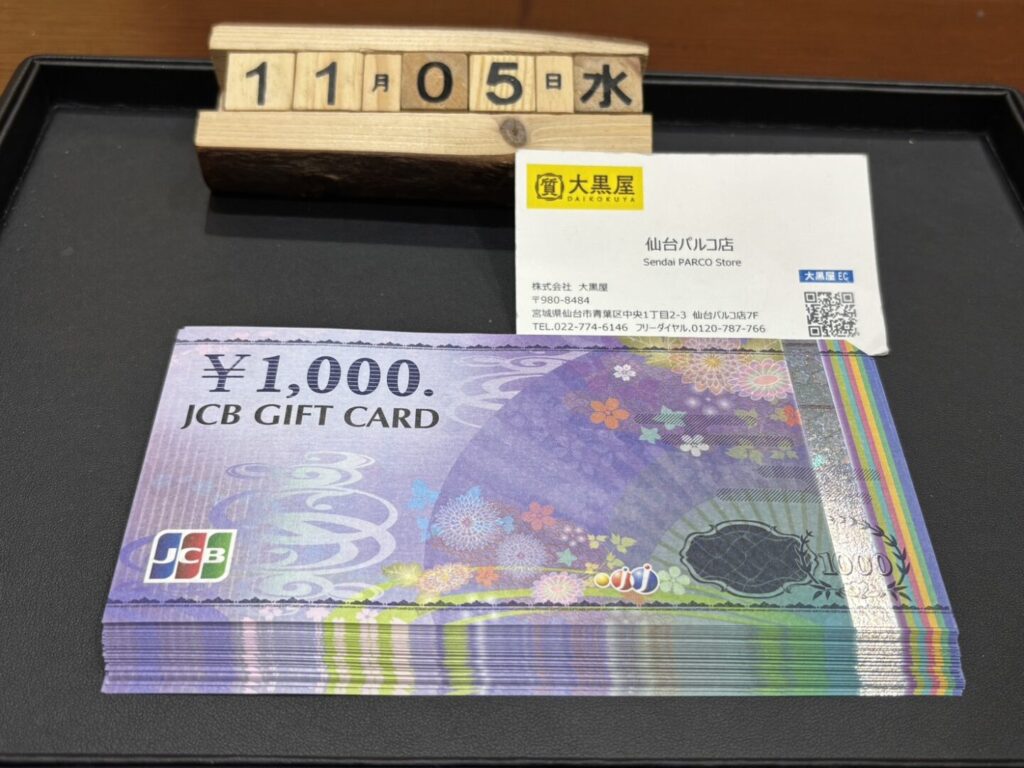 11月05日水
質 大黒屋
DAIKOKUYA
仙台パルコ店
Sendai PARCO Store
大黒屋 EC
株式会社 大黒屋
〒980-8484
宮城県仙台市青葉区中央1丁目2-3 仙台パルコ店7F
TEL.022-774-6146 フリーダイヤル.0120-787-766
¥1,000.
JCB GIFT CARD
JCB
1000